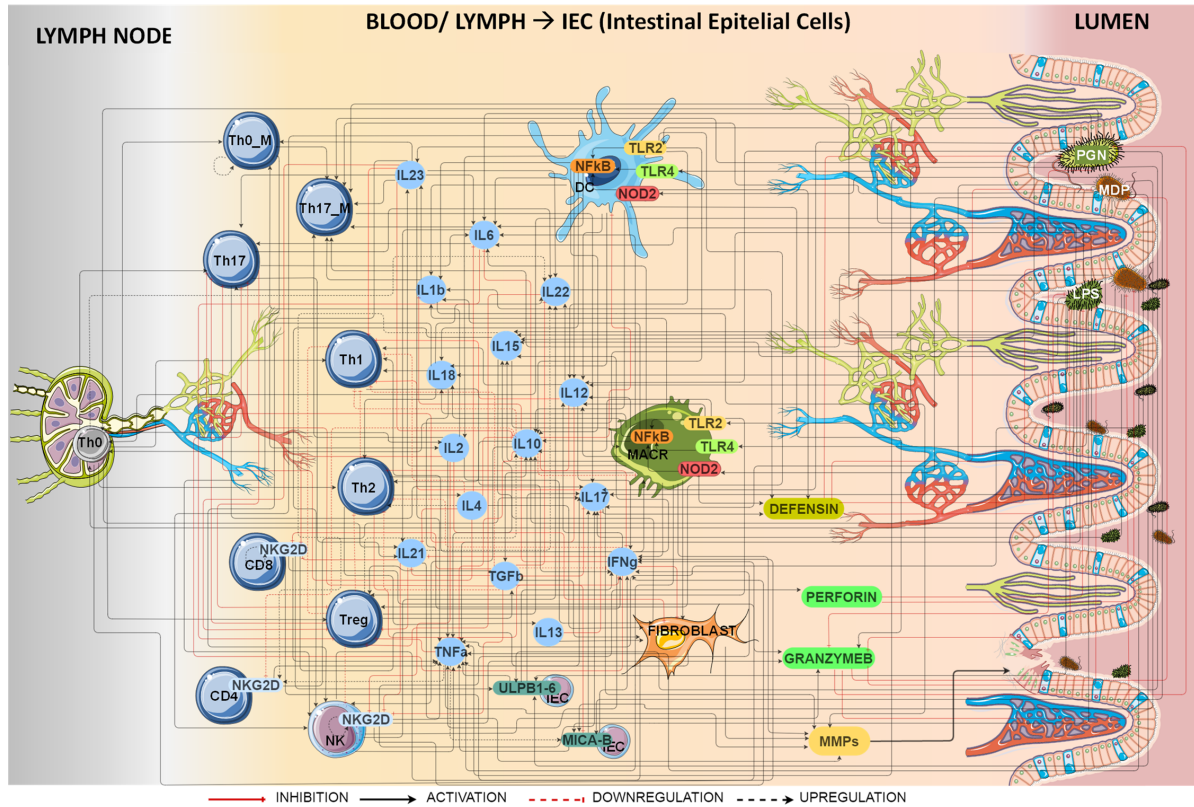 LYMPH NODE
BLOOD/ LYMPH → IEC (Intestinal Epitelial Cells)
LUMEN
Th0_M
IL23
TLR2
NFkB
TLR4
DC
NOD2
PGN
MDP
Th17_M
IL6
Th17
IL1b
IL22
LPS
Th1
IL15
IL18
IL12
Th0
IL2
IL10
TLR2
NFkB
MACR
TLR4
NOD2
Th2
IL4
IL17
DEFENSIN
NKG2D
CD8
IL21
TGFb
IFNg
PERFORIN
Treg
IL13
FIBROBLAST
TNFa
GRANZYMEB
NKG2D
CD4
ULPB1-6
IEC
NKG2D
NK
MICA-B
IEC
MMPs
INHIBITION
ACTIVATION
DOWNREGULATION
UPREGULATION